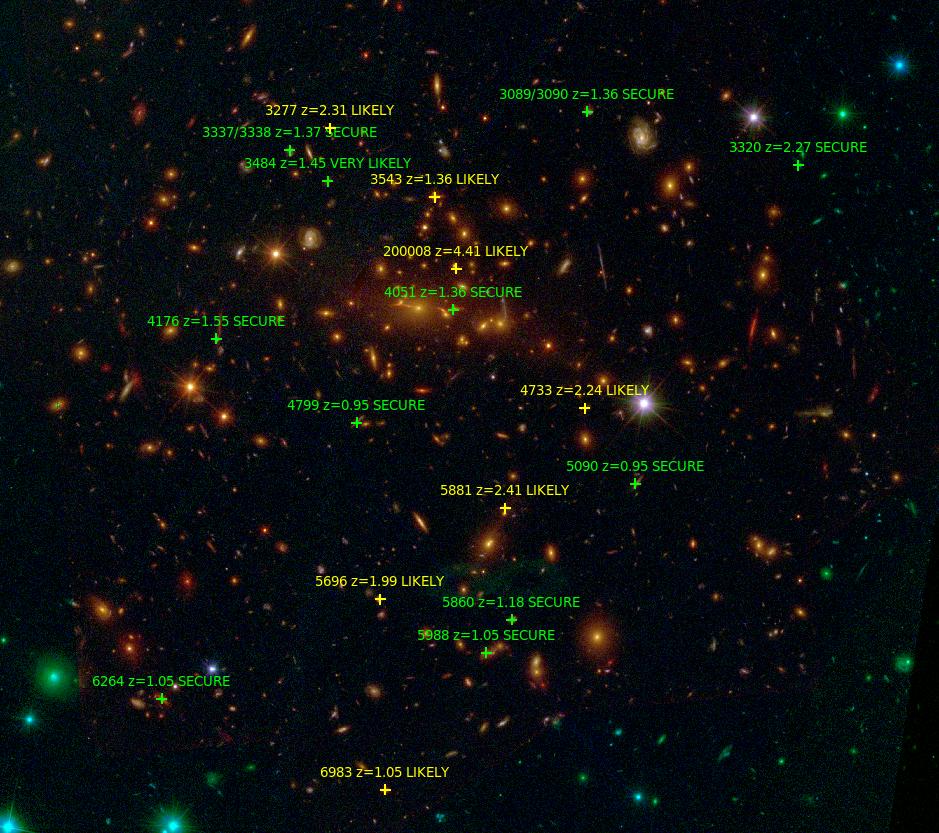 3089/3090 z=1.36 SECURE
3277 z=2.31 LIKELY
3337/3338 z=1.37 SECURE
3320 z=2.27 SECURE
3484 z=1.45 VERY LIKELY
3543 z=1.36 LIKELY
200008 z=4.41 LIKELY
4051 z=1.36 SECURE
4176 z=1.55 SECURE
4733 z=2.24 LIKELY
4799 z=0.95 SECURE
5090 z=0.95 SECURE
5881 z=2.41 LIKELY
5696 z=1.99 LIKELY
5860 z=1.18 SECURE
5988 z=1.05 SECURE
6264 z=1.05 SECURE
6983 z=1.05 LIKELY